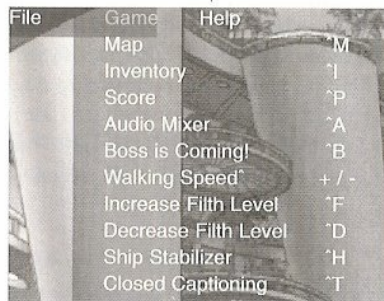 File Game Help
Map ^M
Inventory ^I
Score ^P
Audio Mixer ^A
Boss is Coming! ^B
Walking Speed^ + / -
Increase Filth Level ^F
Decrease Filth Level ^D
Ship Stabilizer ^H
Closed Captioning ^T